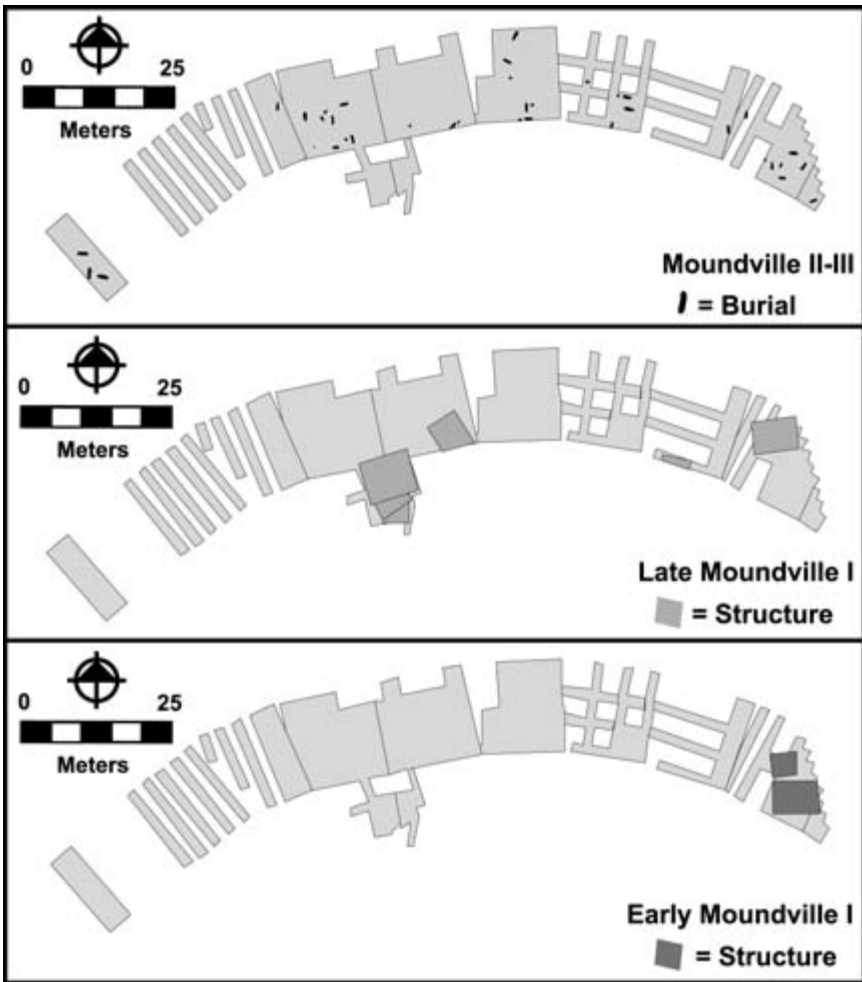 0 25
Meters
Moundville II-III
= Burial
0 25
Meters
Late Moundville I
= Structure
0 25
Meters
Early Moundville I
= Structure